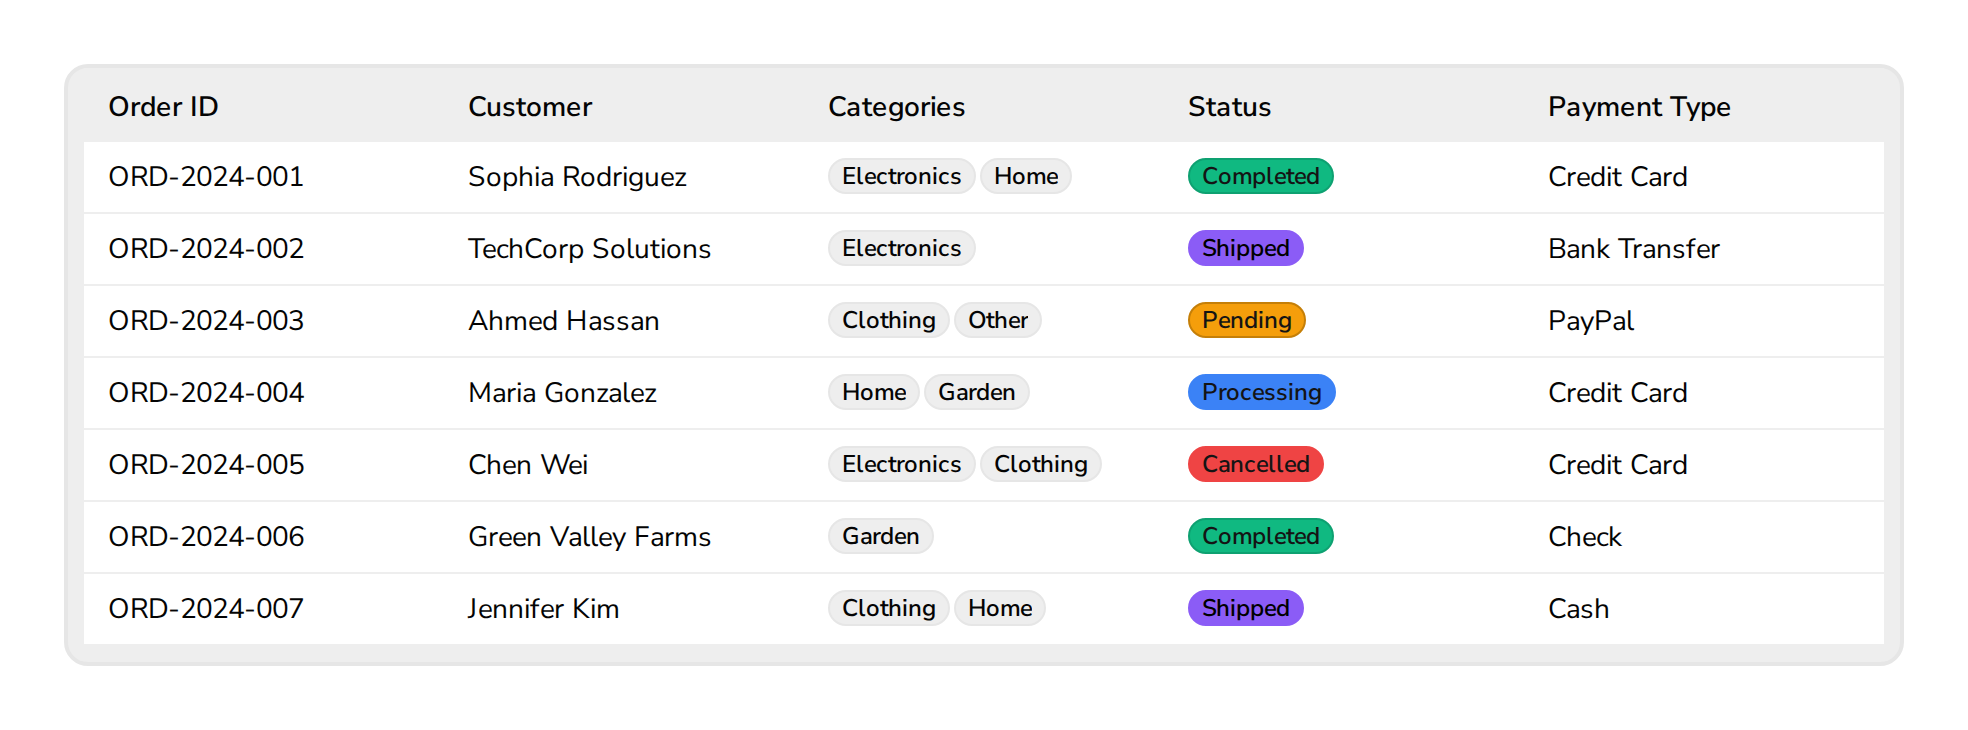 Order ID Customer Categories Status Payment Type
ORD-2024-001 Sophia Rodriguez Electronics Home Completed Credit Card
ORD-2024-002 TechCorp Solutions Electronics Shipped Bank Transfer
ORD-2024-003 Ahmed Hassan Clothing Other Pending PayPal
ORD-2024-004 Maria Gonzalez Home Garden Processing Credit Card
ORD-2024-005 Chen Wei Electronics Clothing Cancelled Credit Card
ORD-2024-006 Green Valley Farms Garden Completed Check
ORD-2024-007 Jennifer Kim Clothing Home Shipped Cash